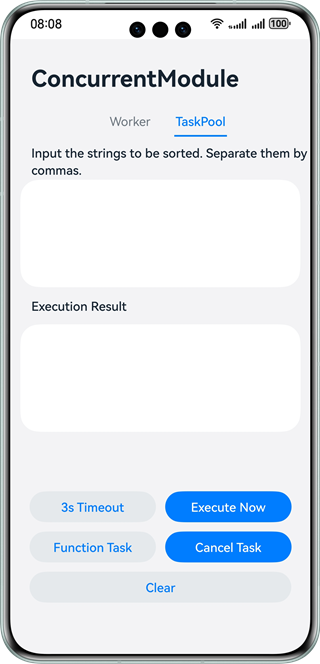 08:08
100
ConcurrentModule
Worker TaskPool
Input the strings to be sorted. Separate them by
commas.
Execution Result
3s Timeout Execute Now
Function Task Cancel Task
Clear